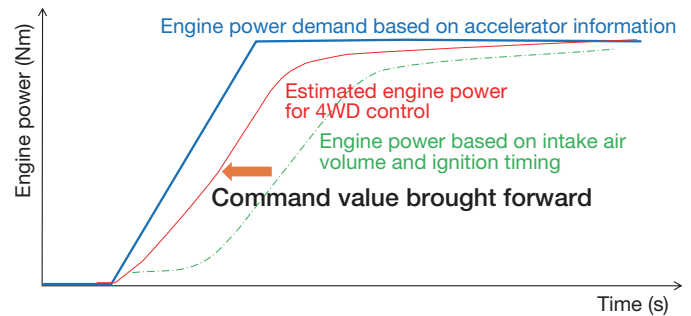 Engine power demand based on accelerator information
Engine power (Nm)
Estimated engine power
for 4WD control
Engine power based on intake air
volume and ignition timing
Command value brought forward
Time (s)